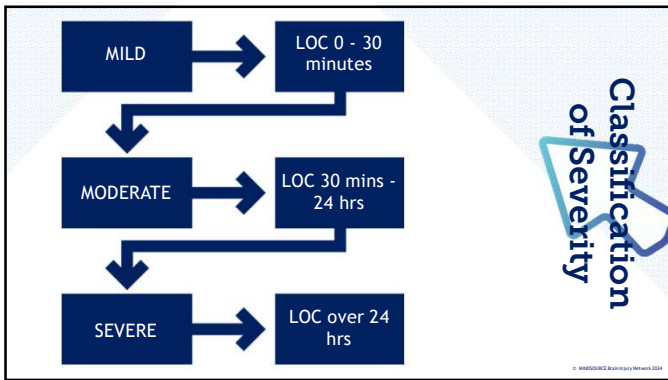 MILD
LOC 0 - 30
minutes
MODERATE
LOC 30 mins -
24 hrs
SEVERE
LOC over 24
hrs
Classification
of Severity
© MINDSOURCE Brain Injury Network 2024